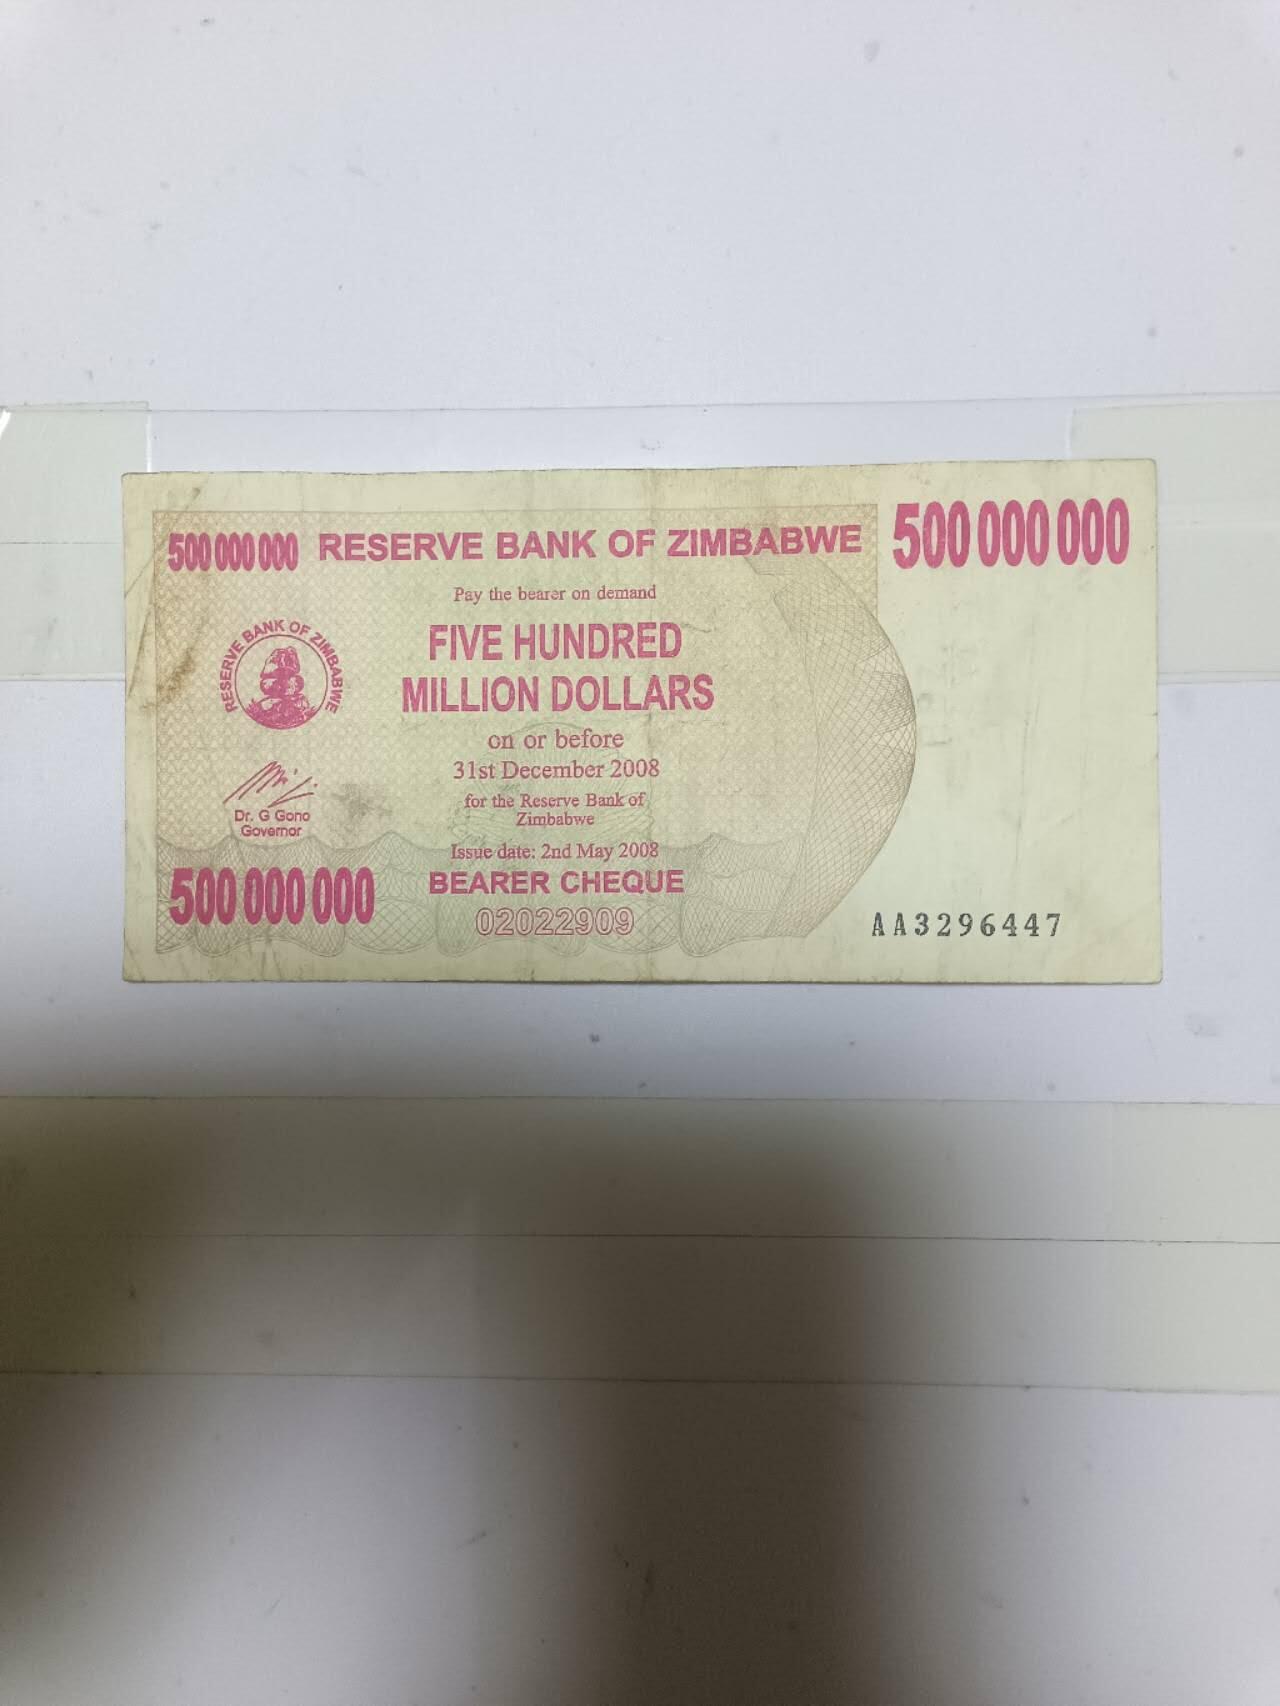 500 000 000 RESERVE BANK OF ZIMBABWE 500 000 000
Pay the bearer on demand
FIVE HUNDRED
MILLION DOLLARS
RESERVE BANK OF ZIMBABWE
on or before
31st December 2008
for the Reserve Bank of
Zimbabwe
Dr. G Gono
Governor
Issue date: 2nd May 2008
500 000 000
BEARER CHEQUE
02022909
AA3296447